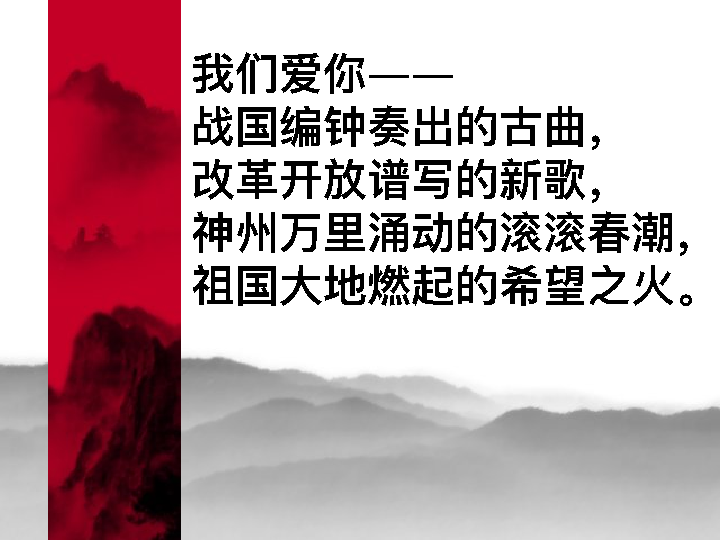 我们爱你——
战国编钟奏出的古曲，
改革开放谱写的新歌，
神州万里涌动的滚滚春潮，
祖国大地燃起的希望之火。